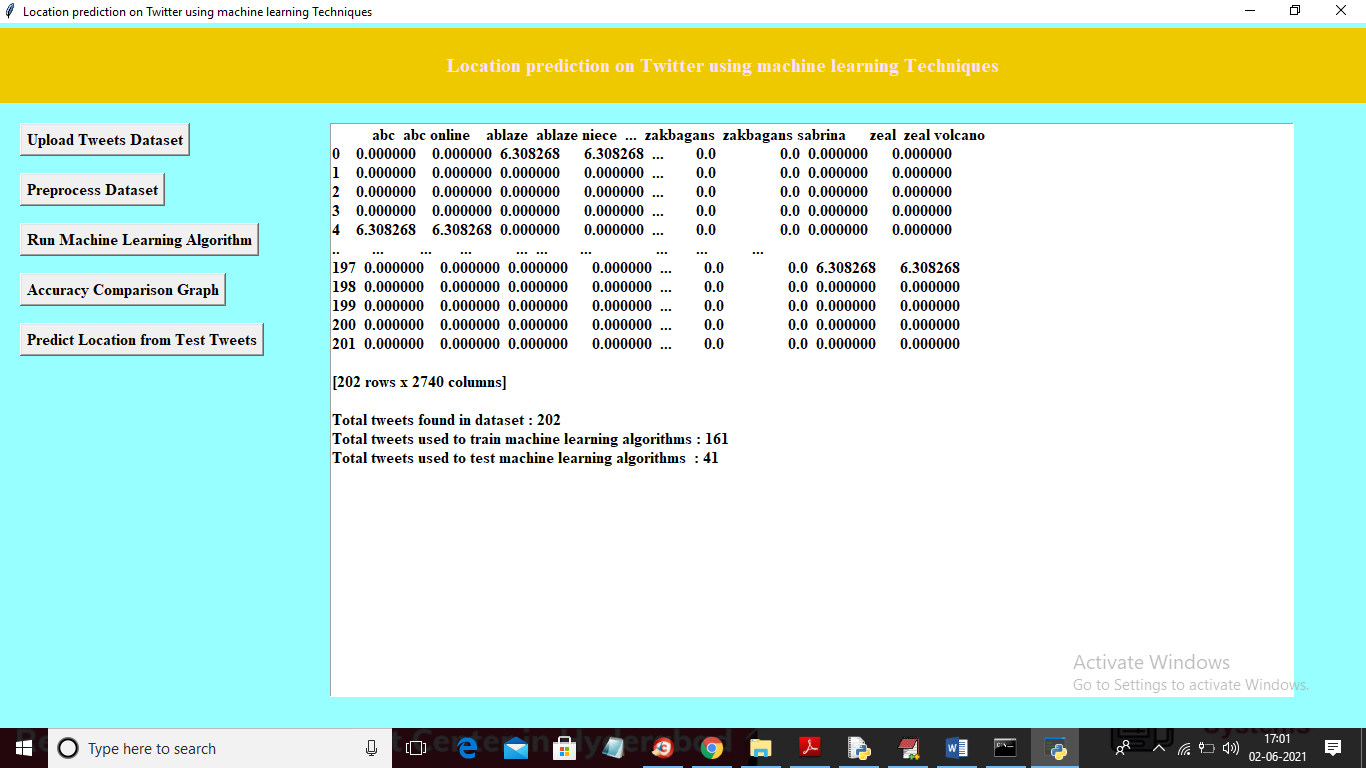 Location prediction on Twitter using machine learning Techniques
Location prediction on Twitter using machine learning Techniques
Upload Tweets Dataset
Preprocess Dataset
Run Machine Learning Algorithm
Accuracy Comparison Graph
Predict Location from Test Tweets
abc abc online ablaze ablaze niece ... zakbagans zakbagans sabrina zeal zeal volcano
0 0.000000 0.000000 6.308268 6.308268 ... 0.0 0.0 0.000000 0.000000
1 0.000000 0.000000 0.000000 0.000000 ... 0.0 0.0 0.000000 0.000000
2 0.000000 0.000000 0.000000 0.000000 ... 0.0 0.0 0.000000 0.000000
3 0.000000 0.000000 0.000000 0.000000 ... 0.0 0.0 0.000000 0.000000
4 6.308268 6.308268 0.000000 0.000000 ... 0.0 0.0 0.000000 0.000000
.. ... ... ... ... ... ... ... ... ...
197 0.000000 0.000000 0.000000 0.000000 ... 0.0 0.0 6.308268 6.308268
198 0.000000 0.000000 0.000000 0.000000 ... 0.0 0.0 0.000000 0.000000
199 0.000000 0.000000 0.000000 0.000000 ... 0.0 0.0 0.000000 0.000000
200 0.000000 0.000000 0.000000 0.000000 ... 0.0 0.0 0.000000 0.000000
201 0.000000 0.000000 0.000000 0.000000 ... 0.0 0.0 0.000000 0.000000
[202 rows x 2740 columns]
Total tweets found in dataset : 202
Total tweets used to train machine learning algorithms : 161
Total tweets used to test machine learning algorithms : 41
Activate Windows
Go to Settings to activate Windows.
Type here to search
17:01
02-06-2021